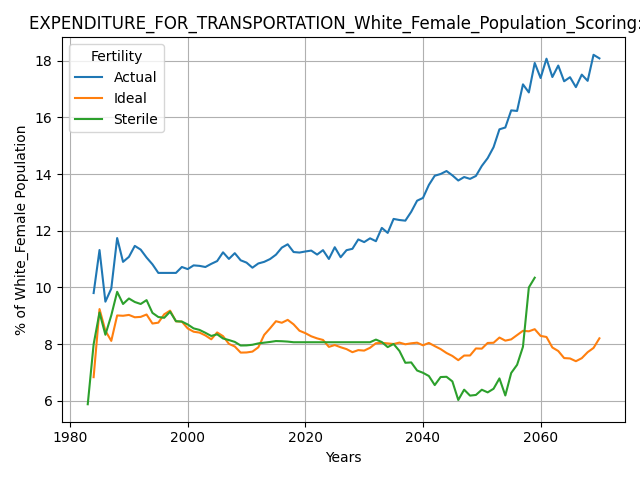 EXPENDITURE_FOR_TRANSPORTATION_White_Female_Population_Scoring:
Fertility
Actual
Ideal
Sterile
% of White_Female Population
18
16
14
12
10
8
6
1980
2000
2020
2040
2060
Years